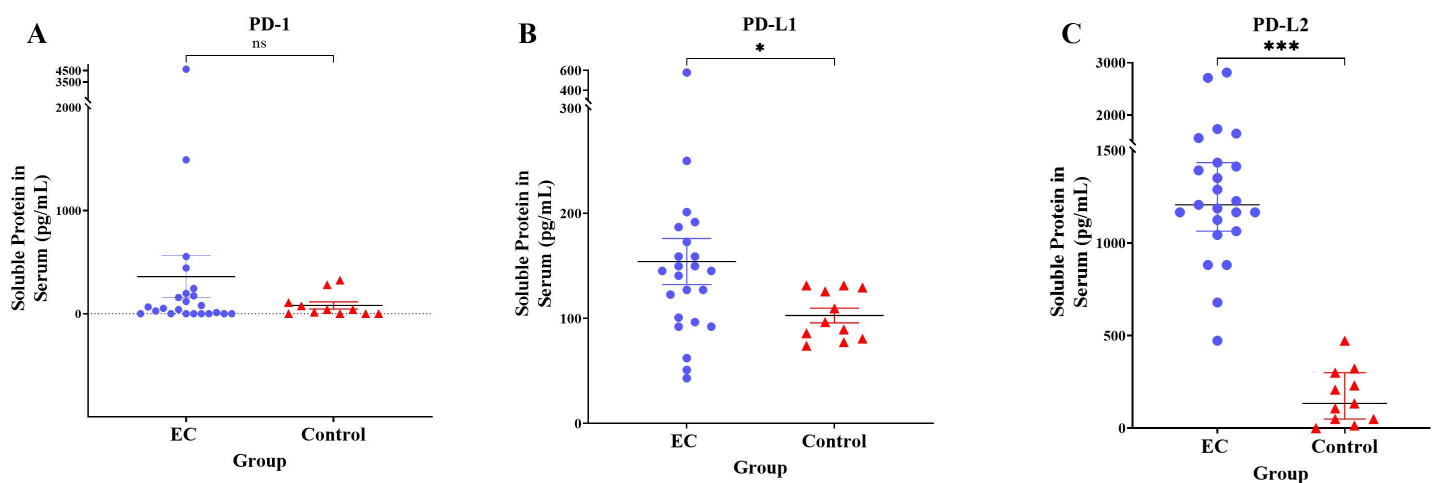 A
PD-1
ns
4500
3500
2000
1000
0
Soluble Protein in
Serum (pg/mL)
EC
Control
Group
B
PD-L1
*
600
400
300
200
100
0
Soluble Protein in
Serum (pg/mL)
EC
Control
Group
C
PD-L2
***
3000
2000
1500
1000
500
0
Soluble Protein in
Serum (pg/mL)
EC
Control
Group